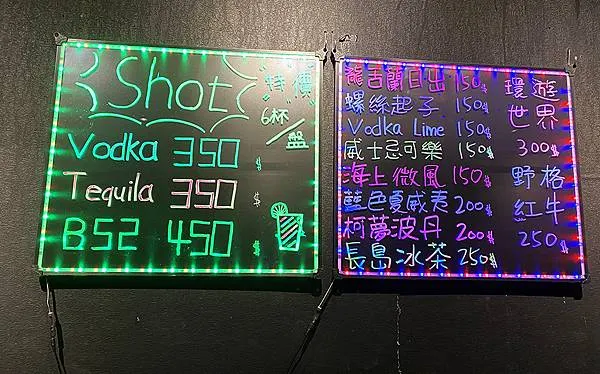 Shot
特價
6杯/盤
Vodka 350$
Tequila 350$
B52 450$
龍舌蘭日出 150$
螺絲起子 150$
Vodka Lime 150$
威士忌可樂 150$
海上微風 150$
藍色夏威夷 200$
柯夢波丹 200$
長島冰茶 250$
環遊
世界
300$
野格
紅牛
250$